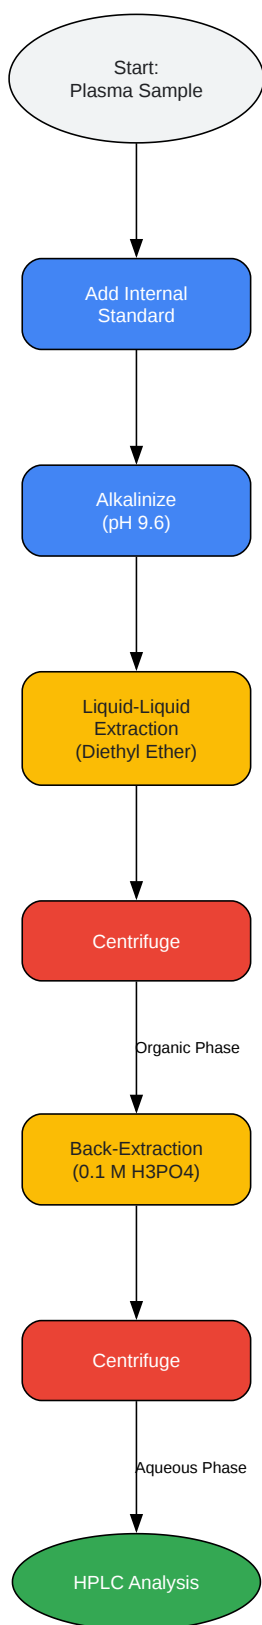 Start:
Plasma Sample
Add Internal
Standard
Alkalinize
(pH 9.6)
Liquid-Liquid
Extraction
(Diethyl Ether)
Centrifuge
Organic Phase
Back-Extraction
(0.1 M H3PO4)
Centrifuge
Aqueous Phase
HPLC Analysis